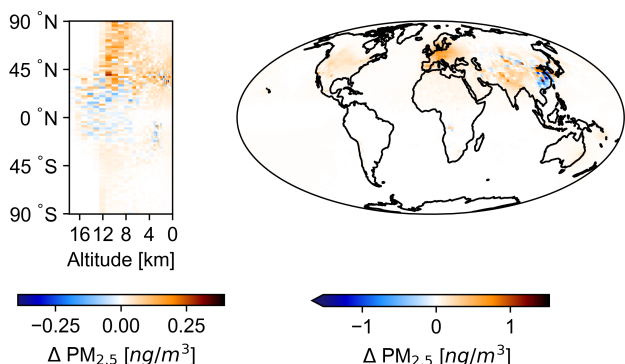 90 °N
45 °N
0 °N
45 °S
90 °S
16 12 8 4 0
Altitude [km]
−0.25 0.00 0.25
Δ PM2.5 [ng/m³]
−1 0 1
Δ PM2.5 [ng/m³]